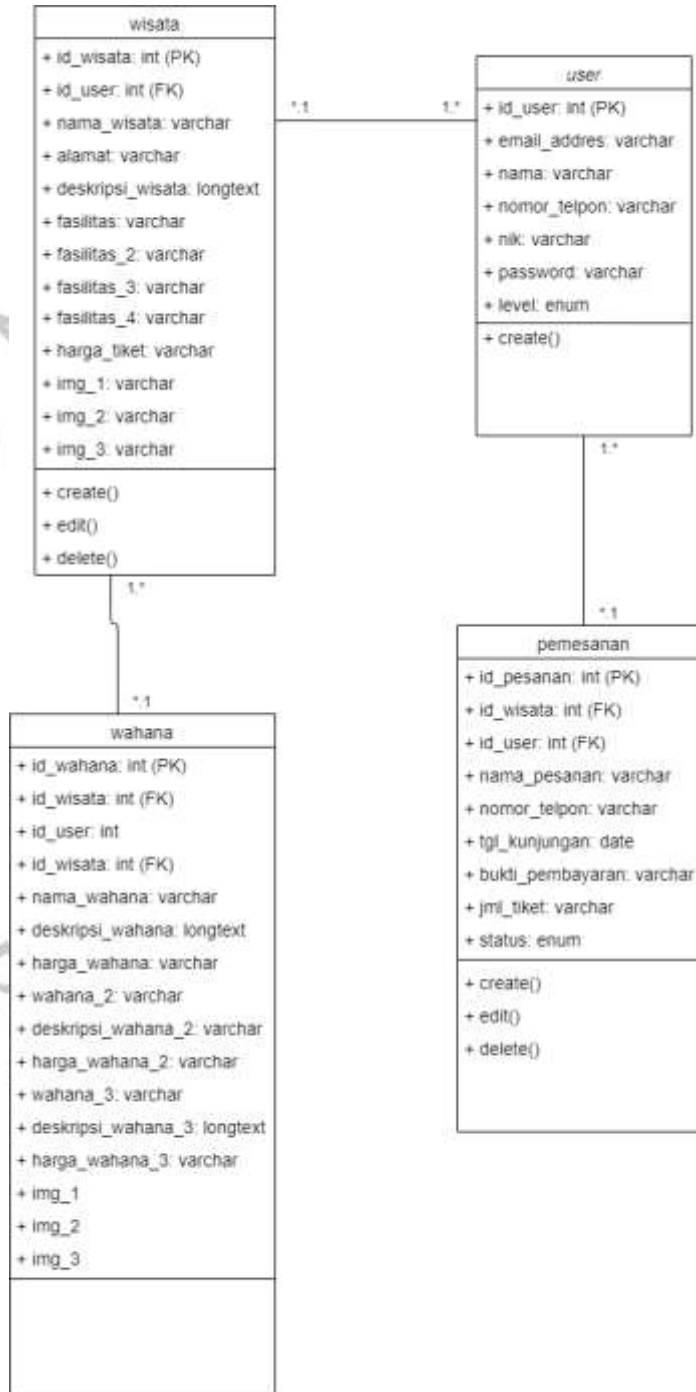 wisata
+ id_wisata: int (PK)
+ id_user: int (FK)
+ nama_wisata: varchar
+ alamat: varchar
+ deskripsi_wisata: longtext
+ fasilitas: varchar
+ fasilitas_2: varchar
+ fasilitas_3: varchar
+ fasilitas_4: varchar
+ harga_tiket: varchar
+ img_1: varchar
+ img_2: varchar
+ img_3: varchar
+ create()
+ edit()
+ delete()
*.1
1.*
user
+ id_user: int (PK)
+ email_addres: varchar
+ nama: varchar
+ nomor_telpon: varchar
+ nik: varchar
+ password: varchar
+ level: enum
+ create()
1.*
*.1
wahana
+ id_wahana: int (PK)
+ id_wisata: int (FK)
+ id_user: int
+ id_wisata: int (FK)
+ nama_wahana: varchar
+ deskripsi_wahana: longtext
+ harga_wahana: varchar
+ wahana_2: varchar
+ deskripsi_wahana_2: varchar
+ harga_wahana_2: varchar
+ wahana_3: varchar
+ deskripsi_wahana_3: longtext
+ harga_wahana_3: varchar
+ img_1
+ img_2
+ img_3
1.*
*.1
pemesanan
+ id_pesanan: int (PK)
+ id_wisata: int (FK)
+ id_user: int (FK)
+ nama_pesanan: varchar
+ nomor_telpon: varchar
+ tgl_kunjungan: date
+ bukti_pembayaran: varchar
+ jml_tiket: varchar
+ status: enum
+ create()
+ edit()
+ delete()